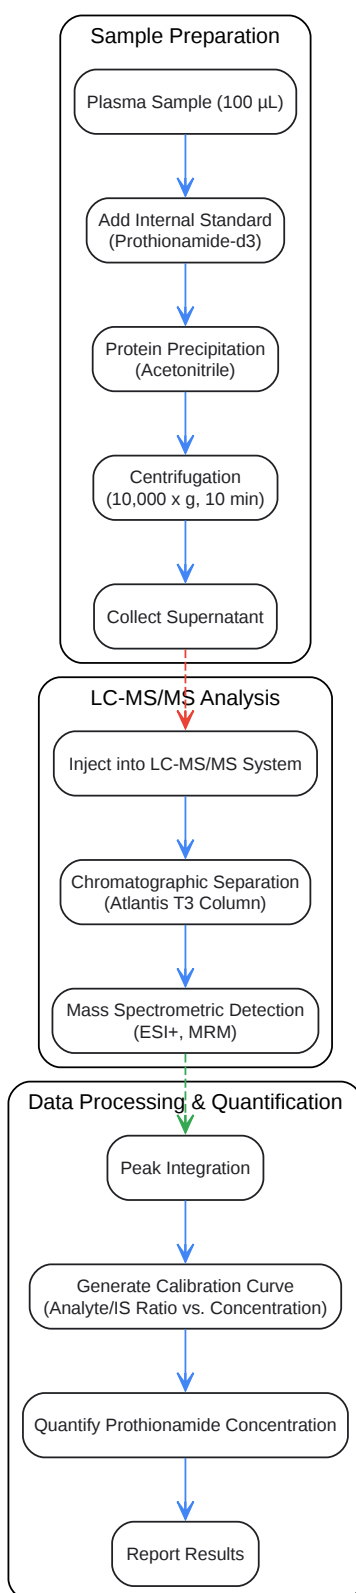 Sample Preparation
Plasma Sample (100 µL)
Add Internal Standard
(Prothionamide-d3)
Protein Precipitation
(Acetonitrile)
Centrifugation
(10,000 x g, 10 min)
Collect Supernatant
LC-MS/MS Analysis
Inject into LC-MS/MS System
Chromatographic Separation
(Atlantis T3 Column)
Mass Spectrometric Detection
(ESI+, MRM)
Data Processing & Quantification
Peak Integration
Generate Calibration Curve
(Analyte/IS Ratio vs. Concentration)
Quantify Prothionamide Concentration
Report Results